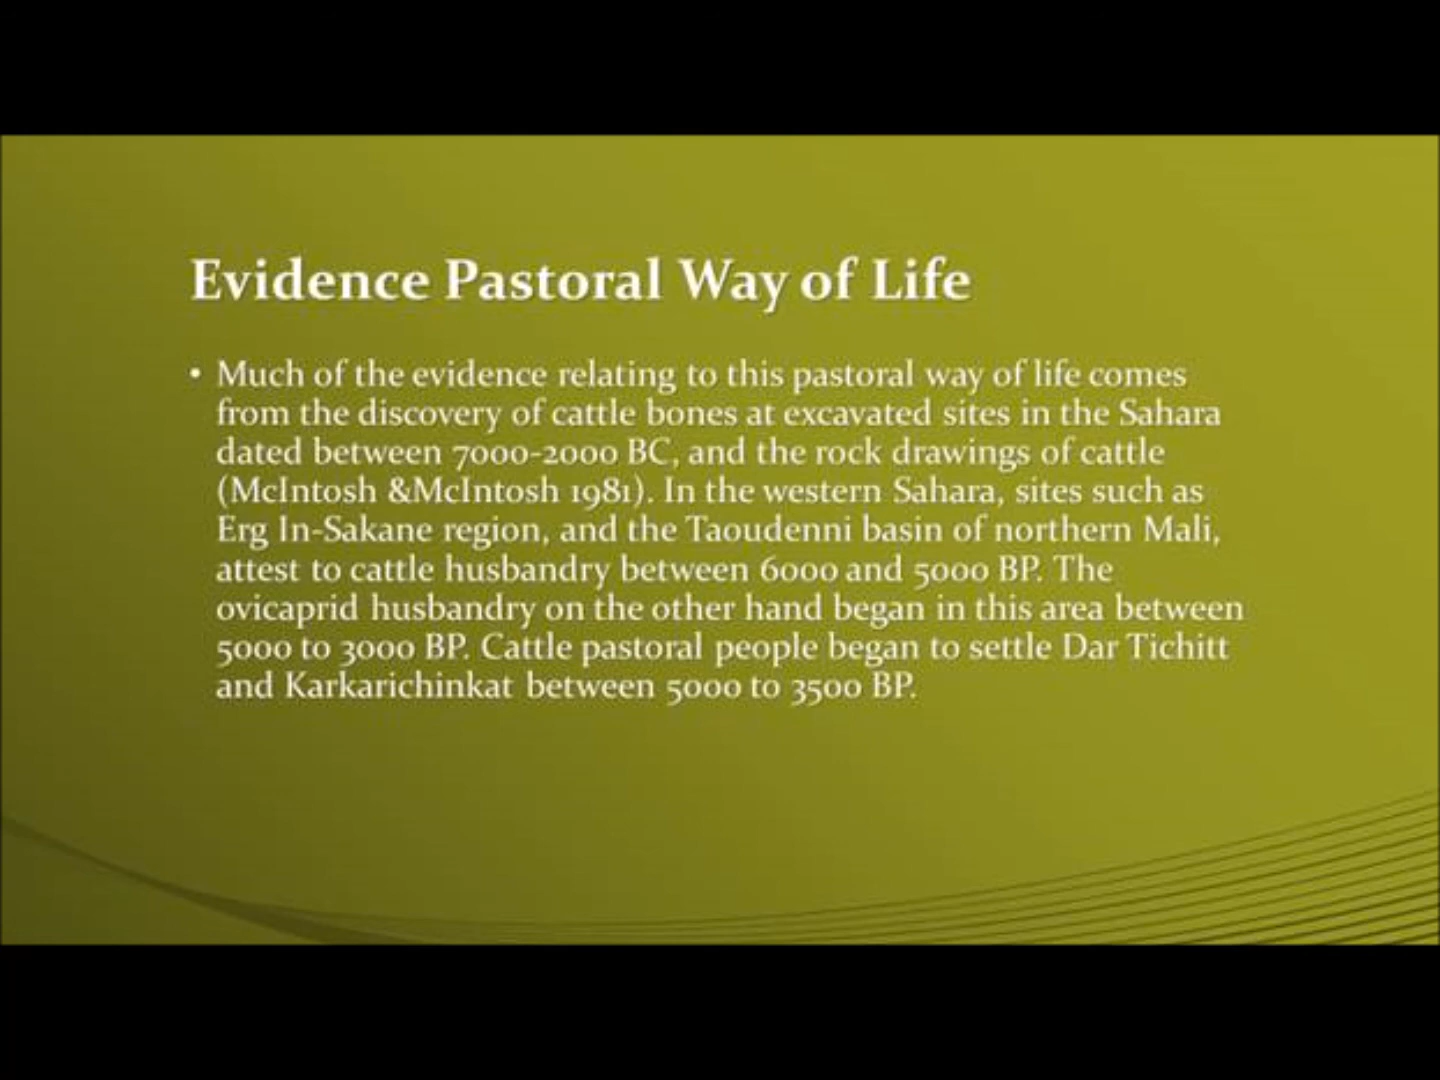 Evidence Pastoral Way of Life
• Much of the evidence relating to this pastoral way of life comes
from the discovery of cattle bones at excavated sites in the Sahara
dated between 7000-2000 BC, and the rock drawings of cattle
(McIntosh &McIntosh 1981). In the western Sahara, sites such as
Erg In-Sakane region, and the Taoudenni basin of northern Mali,
attest to cattle husbandry between 6000 and 5000 BP. The
ovicaprid husbandry on the other hand began in this area between
5000 to 3000 BP. Cattle pastoral people began to settle Dar Tichitt
and Karkarichinkat between 5000 to 3500 BP.